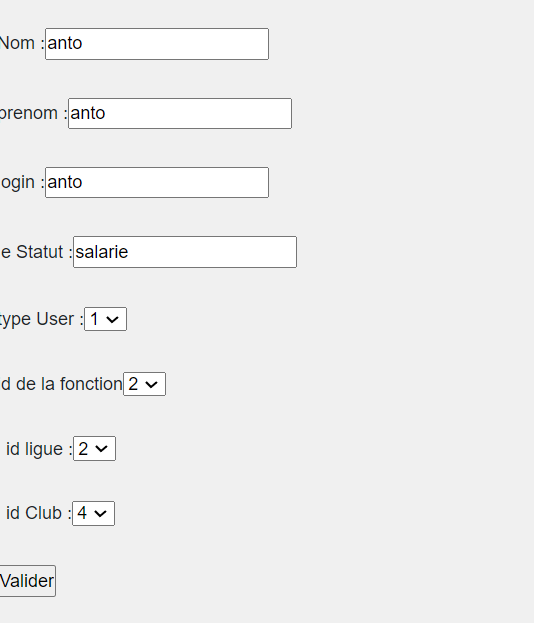 Nom :anto
prenom :anto
ogin :anto
e Statut :salarie
type User :1
d de la fonction 2
id ligue :2
id Club :4
Valider